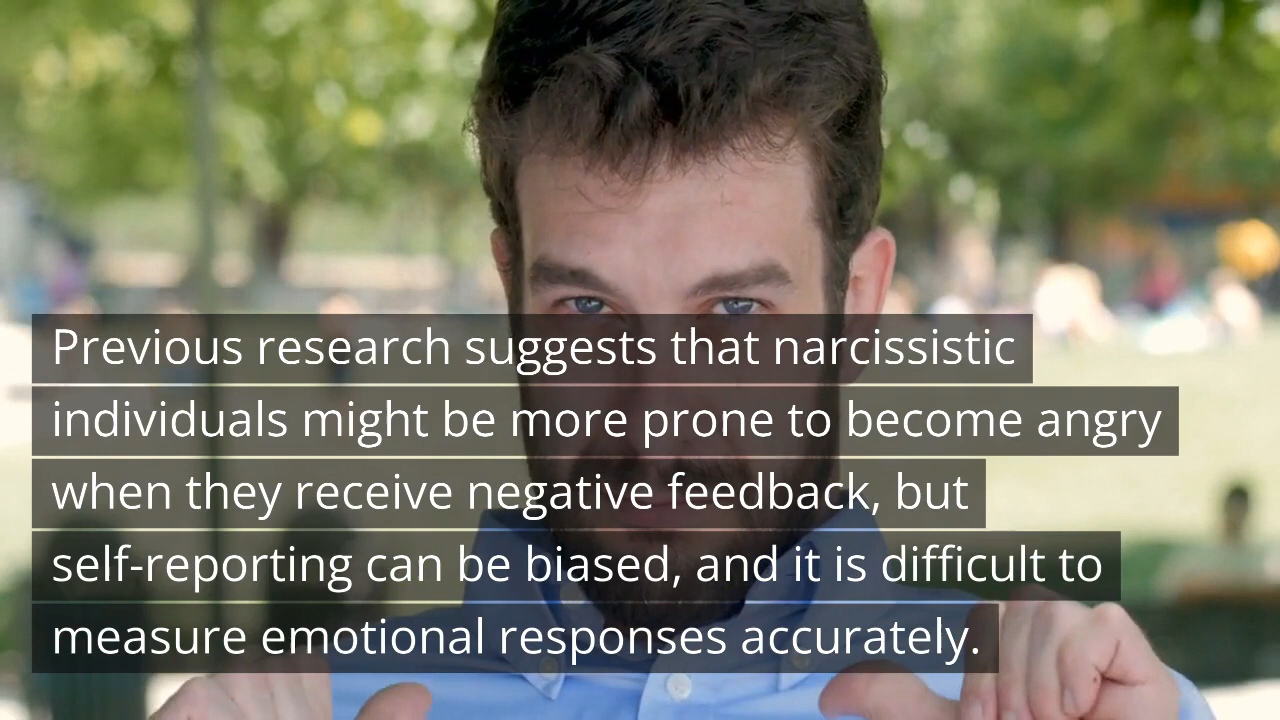 Previous research suggests that narcissistic
individuals might be more prone to become angry
when they receive negative feedback, but
self-reporting can be biased, and it is difficult to
measure emotional responses accurately.